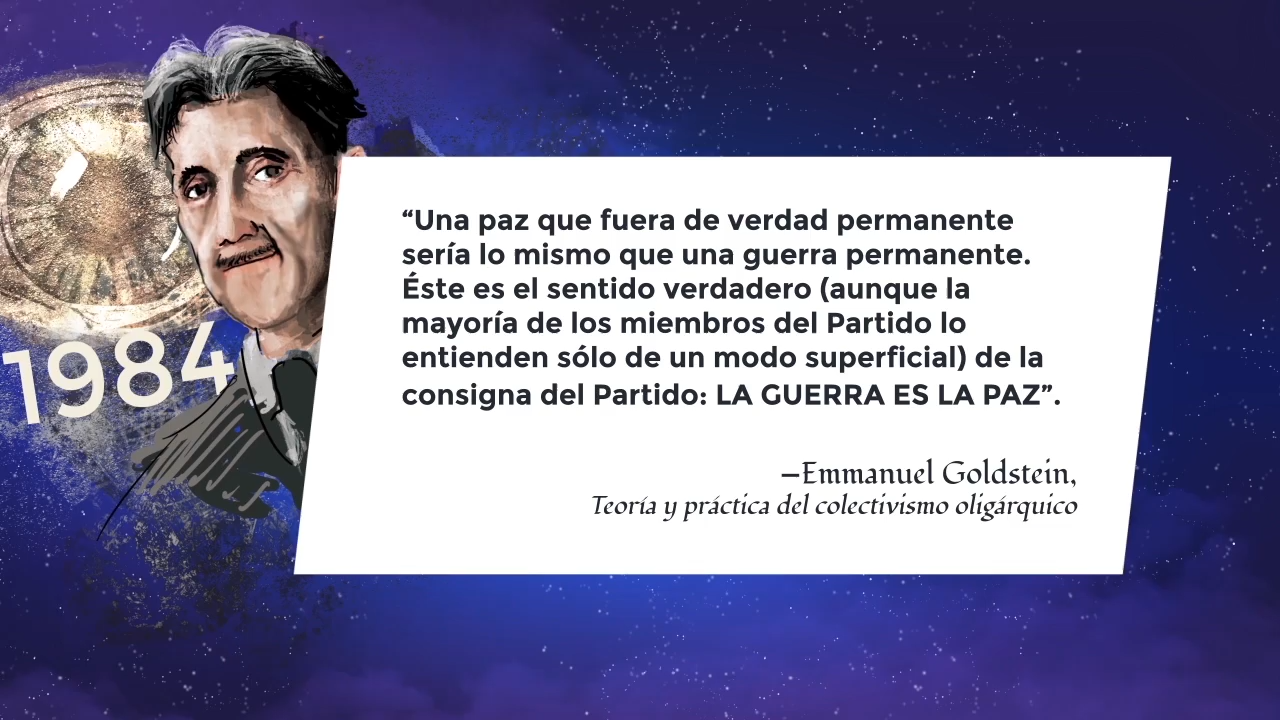 1984
“Una paz que fuera de verdad permanente
sería lo mismo que una guerra permanente.
Éste es el sentido verdadero (aunque la
mayoría de los miembros del Partido lo
entienden sólo de un modo superficial) de la
consigna del Partido: LA GUERRA ES LA PAZ”.
—Emmanuel Goldstein,
Teoría y práctica del colectivismo oligárquico